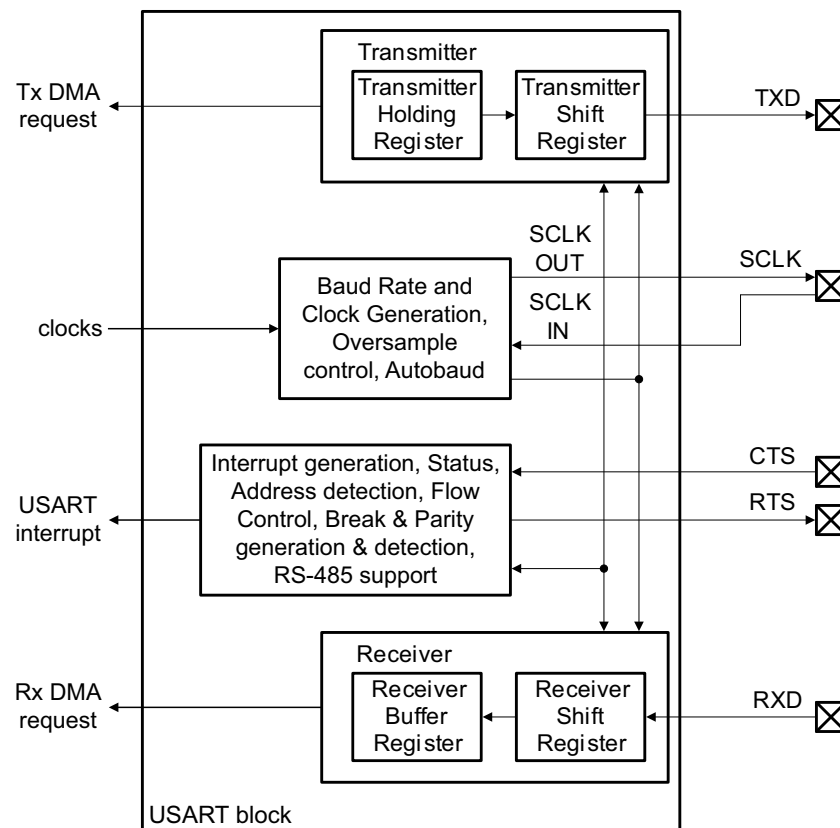 Transmitter
Transmitter
Holding
Register
Transmitter
Shift
Register
Tx DMA
request
TXD
SCLK
OUT
SCLK
Baud Rate and
Clock Generation,
Oversample
control, Autobaud
SCLK
IN
clocks
Interrupt generation, Status,
Address detection, Flow
Control, Break & Parity
generation & detection,
RS-485 support
CTS
RTS
USART
interrupt
Receiver
Receiver
Buffer
Register
Receiver
Shift
Register
Rx DMA
request
RXD
USART block